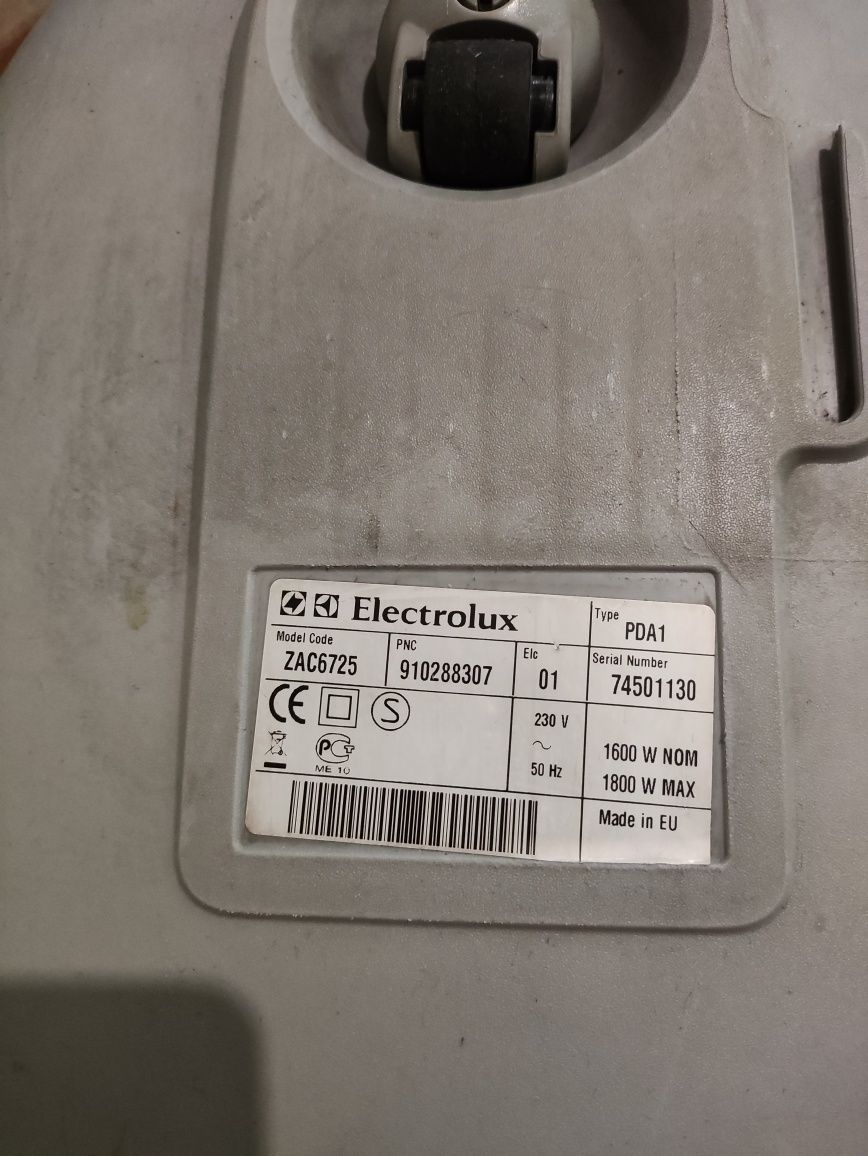 Electrolux
Type
PDA1
Model Code
ZAC6725
PNC
910288307
Elc
01
Serial Number
74501130
CE
S
230 V
~
50 Hz
1600 W NOM
1800 W MAX
PCT
ME 10
Made in EU